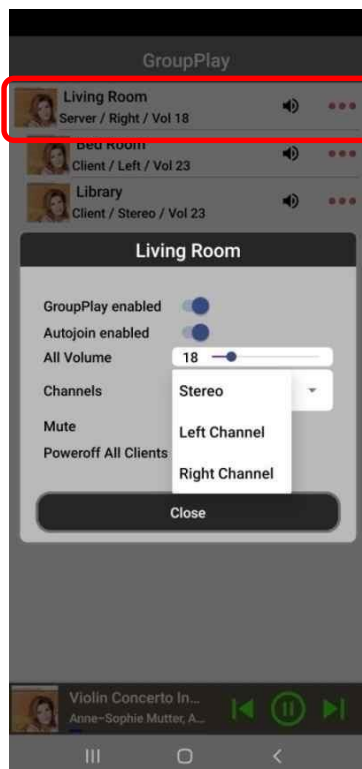 GroupPlay
Living Room
Server / Right / Vol 18
Bed Room
Client / Left / Vol 23
Library
Client / Stereo / Vol 23
Living Room
GroupPlay enabled
Autojoin enabled
All Volume 18
Channels Stereo
Left Channel
Mute
Poweroff All Clients
Right Channel
Close
Violin Concerto In...
Anne-Sophie Mutter, A...